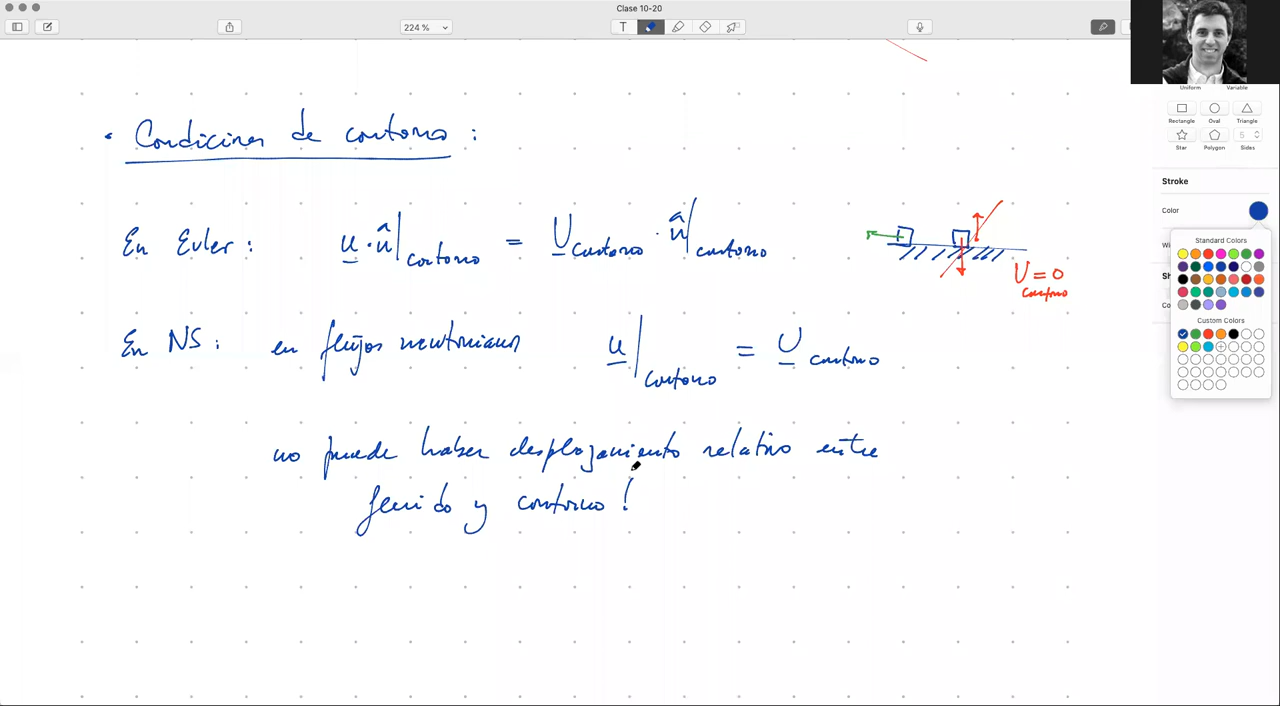 Clase 10-20
224 %
T
Uniform Variable
Rectangle Oval Triangle
Star Polygon Sides
5
Stroke
Color
Standard Colors
Custom Colors
• Condiciones de contorno :
En Euler : u · n̂ | contorno = U contorno · n̂ | contorno
U contorno = 0
En NS : en flujos newtonianos u | contorno = U contorno
no puede haber desplazamiento relativo entre
fluido y contorno !